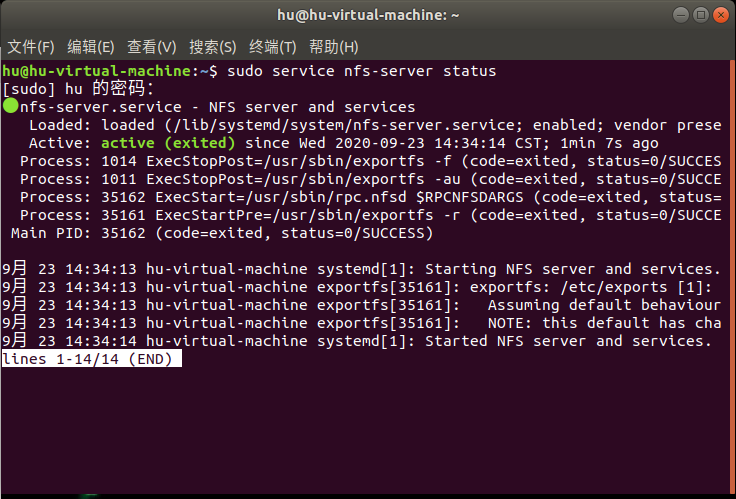 hu@hu-virtual-machine: ~
文件(F) 编辑(E) 查看(V) 搜索(S) 终端(T) 帮助(H)
hu@hu-virtual-machine:~$ sudo service nfs-server status
[sudo] hu 的密码:
nfs-server.service - NFS server and services
Loaded: loaded (/lib/systemd/system/nfs-server.service; enabled; vendor prese
Active: active (exited) since Wed 2020-09-23 14:34:14 CST; 1min 7s ago
Process: 1014 ExecStopPost=/usr/sbin/exportfs -f (code=exited, status=0/SUCCES
Process: 1011 ExecStopPost=/usr/sbin/exportfs -au (code=exited, status=0/SUCCE
Process: 35162 ExecStart=/usr/sbin/rpc.nfsd $RPCNFSDARGS (code=exited, status=
Process: 35161 ExecStartPre=/usr/sbin/exportfs -r (code=exited, status=0/SUCCE
Main PID: 35162 (code=exited, status=0/SUCCESS)
9月 23 14:34:13 hu-virtual-machine systemd[1]: Starting NFS server and services.
9月 23 14:34:13 hu-virtual-machine exportfs[35161]: exportfs: /etc/exports [1]:
9月 23 14:34:13 hu-virtual-machine exportfs[35161]: Assuming default behaviour
9月 23 14:34:13 hu-virtual-machine exportfs[35161]: NOTE: this default has cha
9月 23 14:34:14 hu-virtual-machine systemd[1]: Started NFS server and services.
lines 1-14/14 (END)